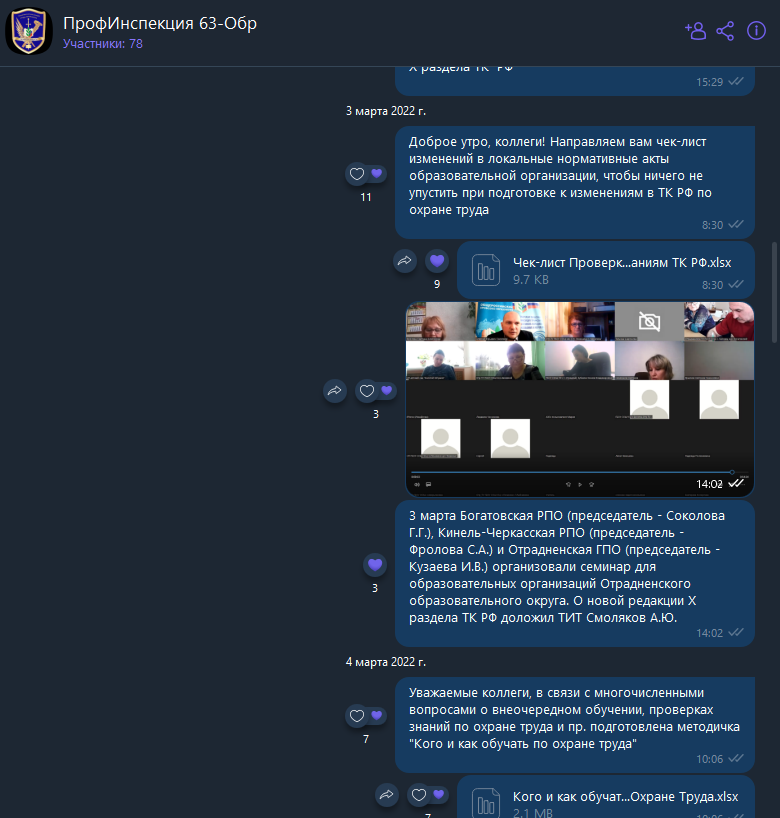 ПрофИнспекция 63-Обр
Участники: 78
X раздела ТК РФ
15:29
3 марта 2022 г.
Доброе утро, коллеги! Направляем вам чек-лист
изменений в локальные нормативные акты
образовательной организации, чтобы ничего не
упустить при подготовке к изменениям в ТК РФ по
охране труда
8:30
11
Чек-лист Проверк...аниям ТК РФ.xlsx
9.7 KB
8:30
9
14:02
3
3 марта Богатовская РПО (председатель - Соколова
Г.Г.), Кинель-Черкасская РПО (председатель -
Фролова С.А.) и Отрадненская ГПО (председатель -
Кузаева И.В.) организовали семинар для
образовательных организаций Отрадненского
образовательного округа. О новой редакции X
раздела ТК РФ доложил ТИТ Смоляков А.Ю.
14:02
3
4 марта 2022 г.
Уважаемые коллеги, в связи с многочисленными
вопросами о внеочередном обучении, проверках
знаний по охране труда и пр. подготовлена методичка
"Кого и как обучать по охране труда"
10:06
7
Кого и как обучат...Охране Труда.xlsx
2.1 MB
10:06
7